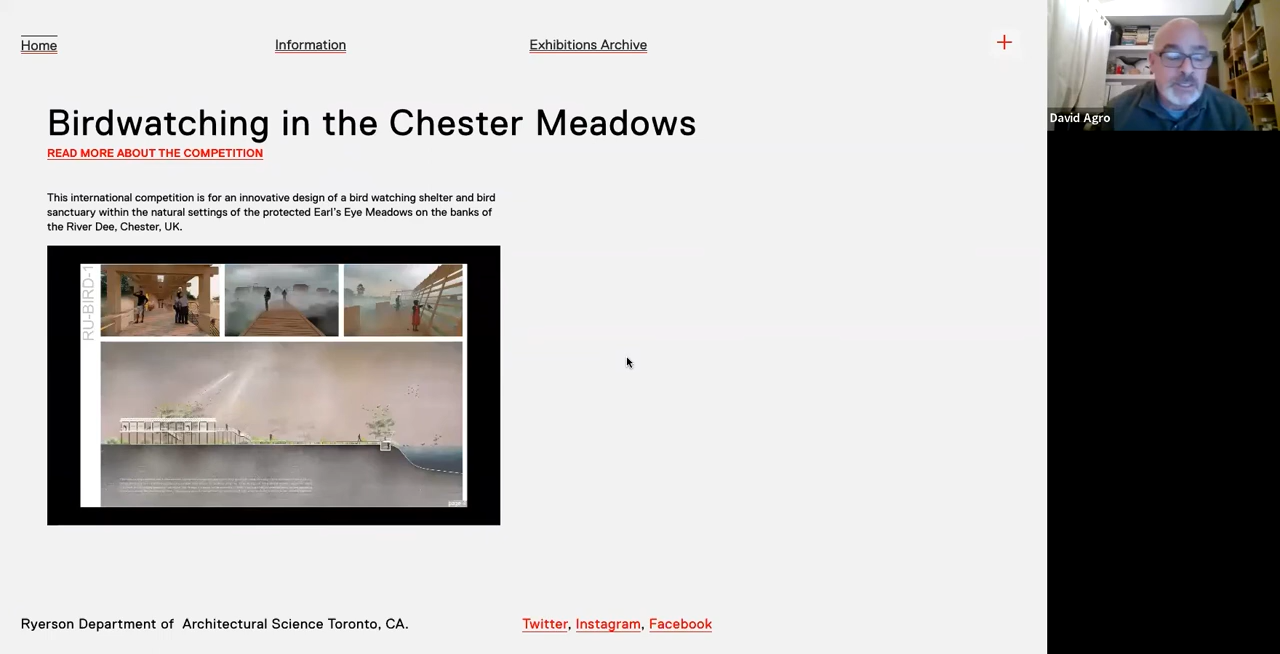 Home
Information
Exhibitions Archive
Birdwatching in the Chester Meadows
READ MORE ABOUT THE COMPETITION
This international competition is for an innovative design of a bird watching shelter and bird
sanctuary within the natural settings of the protected Earl's Eye Meadows on the banks of
the River Dee, Chester, UK.
RU-BIRD-1
Ryerson Department of Architectural Science Toronto, CA.
Twitter, Instagram, Facebook
David Agro